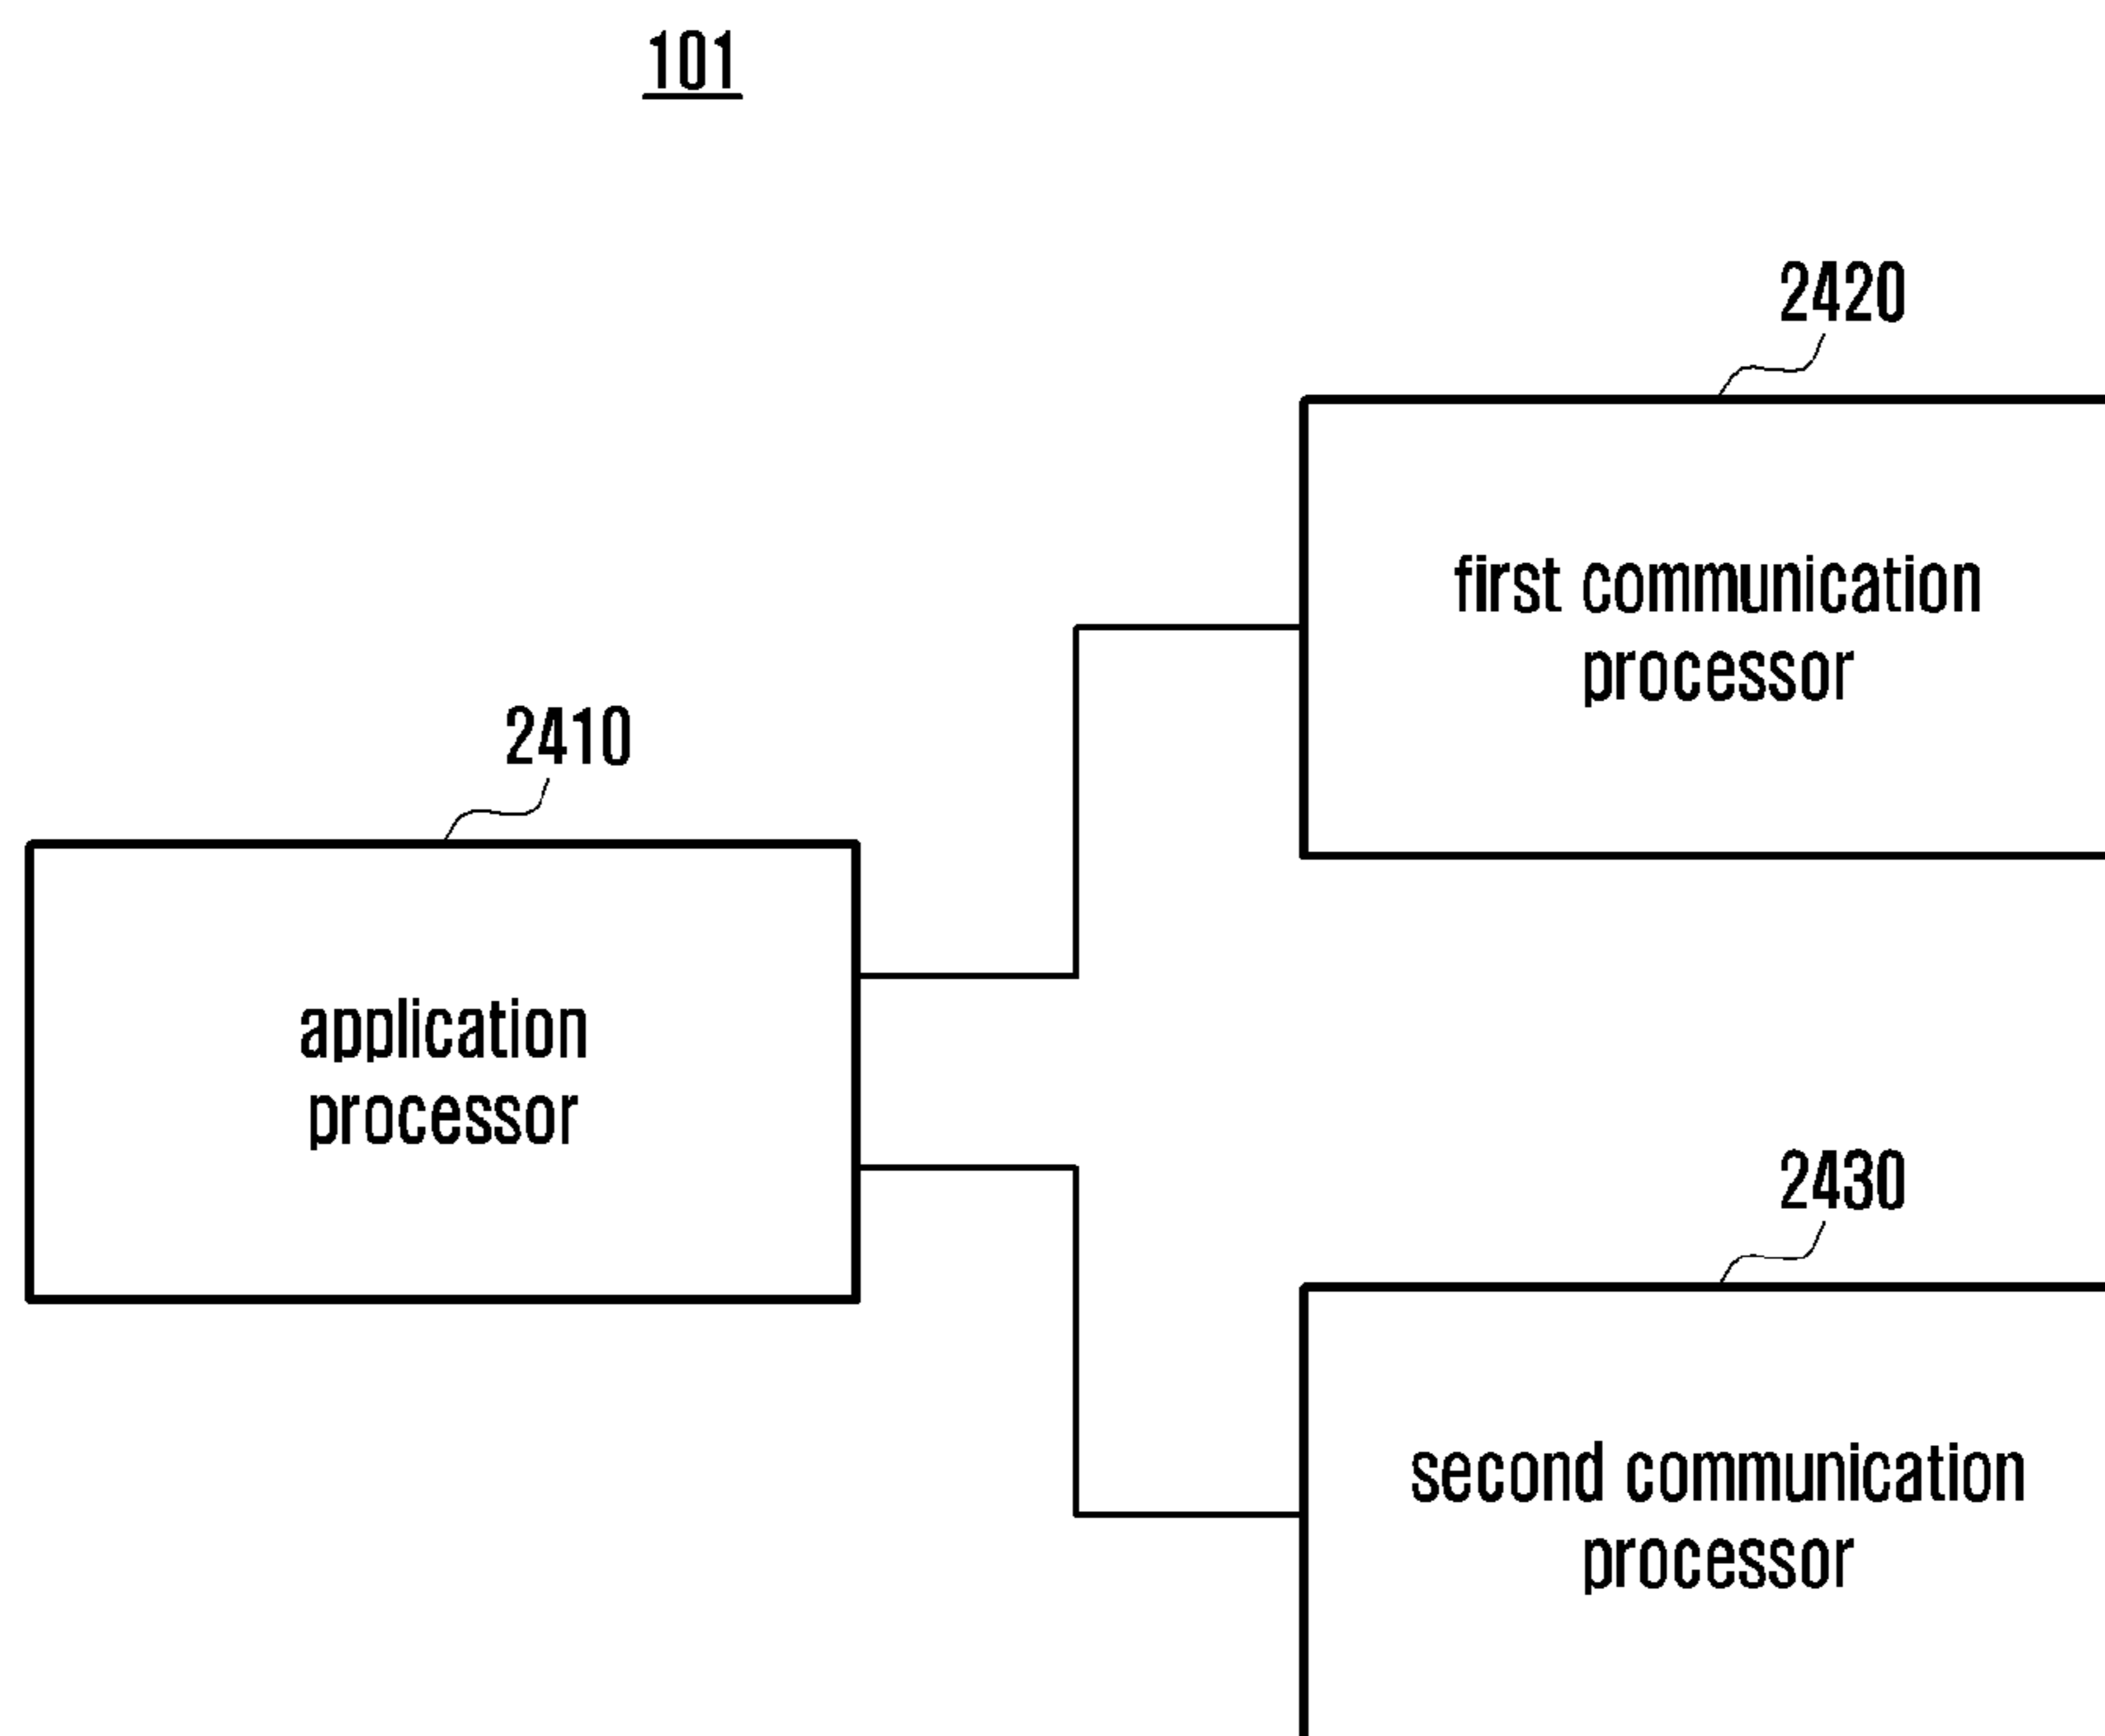 101
2420
first communication
processor
2410
application
processor
2430
second communication
processor